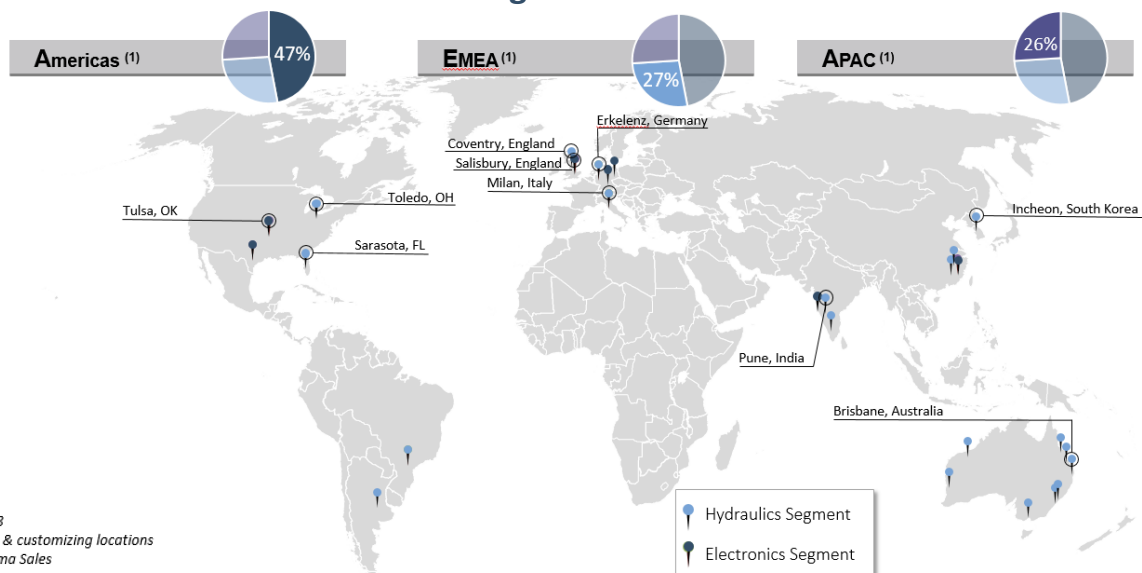 Americas (1)
47%
EMEA (1)
27%
APAC (1)
26%
Erkelenz, Germany
Coventry, England
Salisbury, England
Milan, Italy
Toledo, OH
Tulsa, OK
Sarasota, FL
Incheon, South Korea
Pune, India
Brisbane, Australia
Hydraulics Segment
Electronics Segment
& customizing locations
Sales